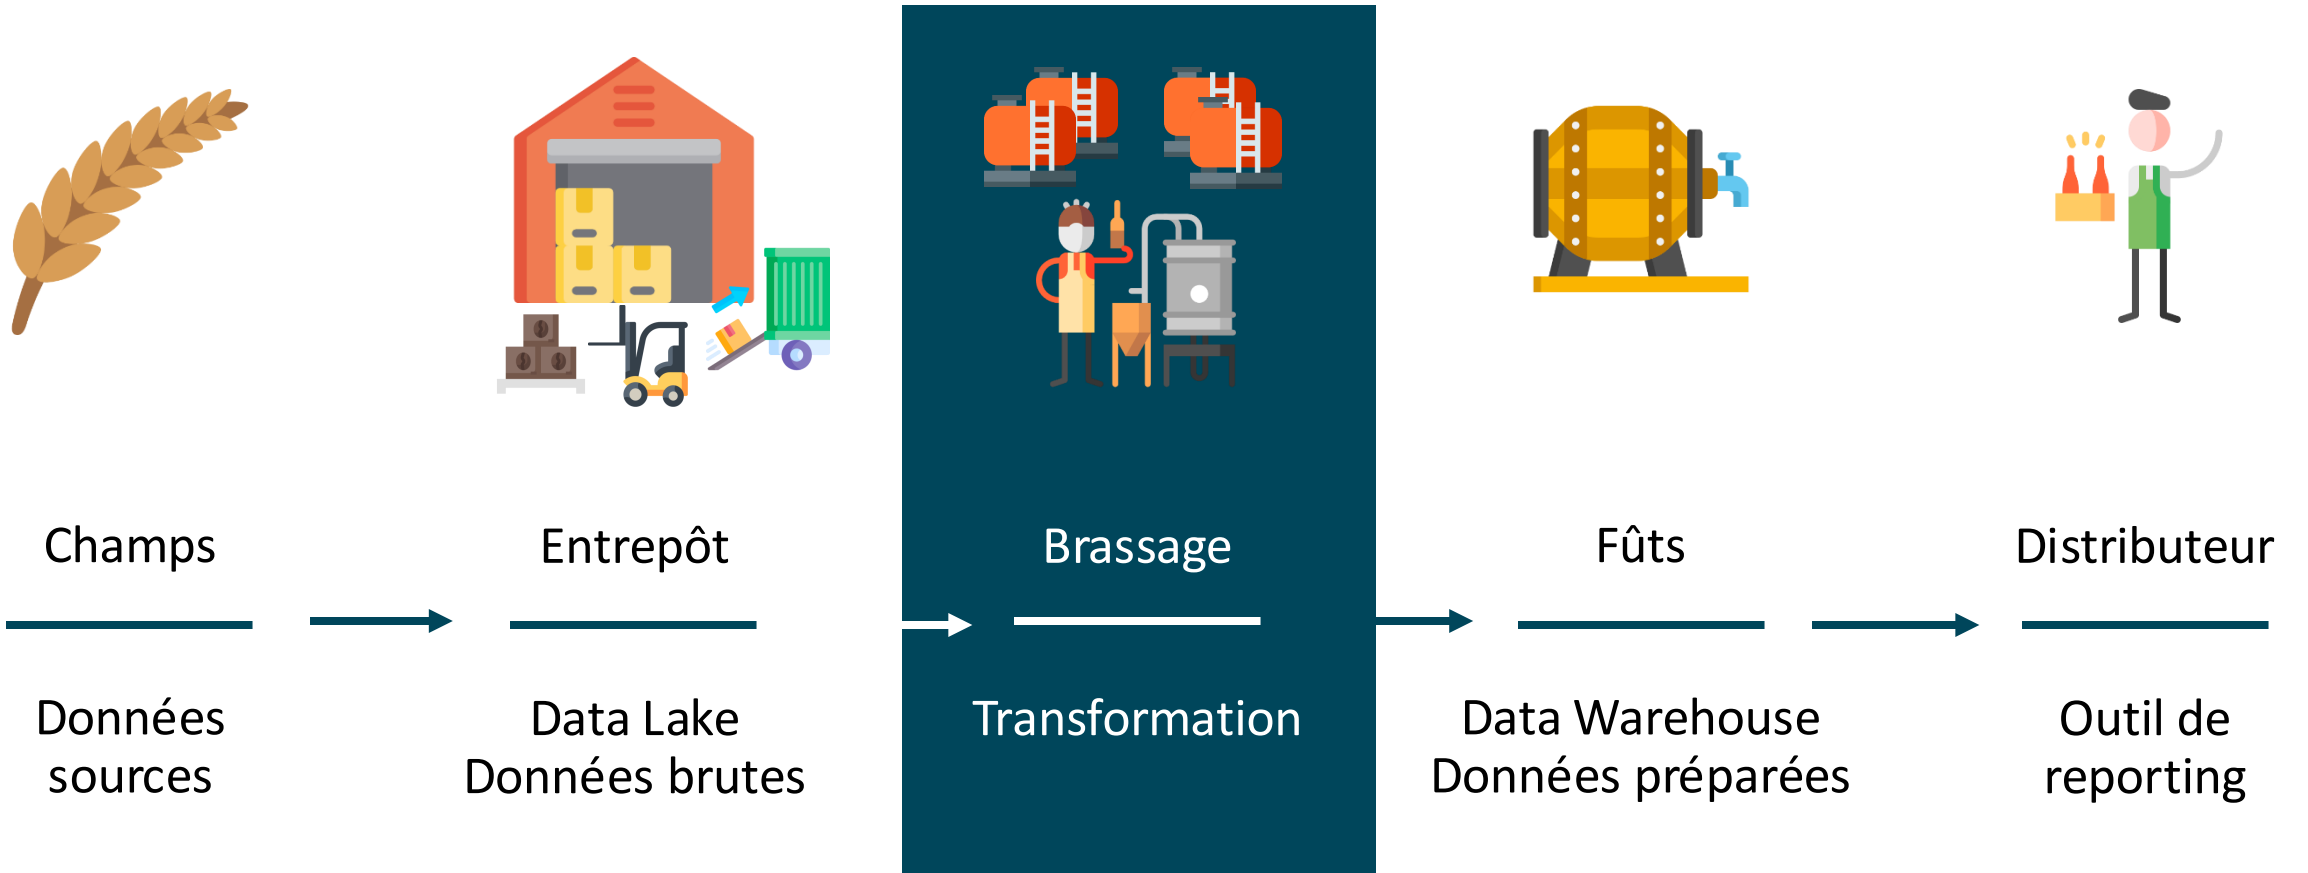 Champs
Entrepôt
Brassage
Fûts
Distributeur
Données
sources
Data Lake
Données brutes
Transformation
Data Warehouse
Données préparées
Outil de
reporting